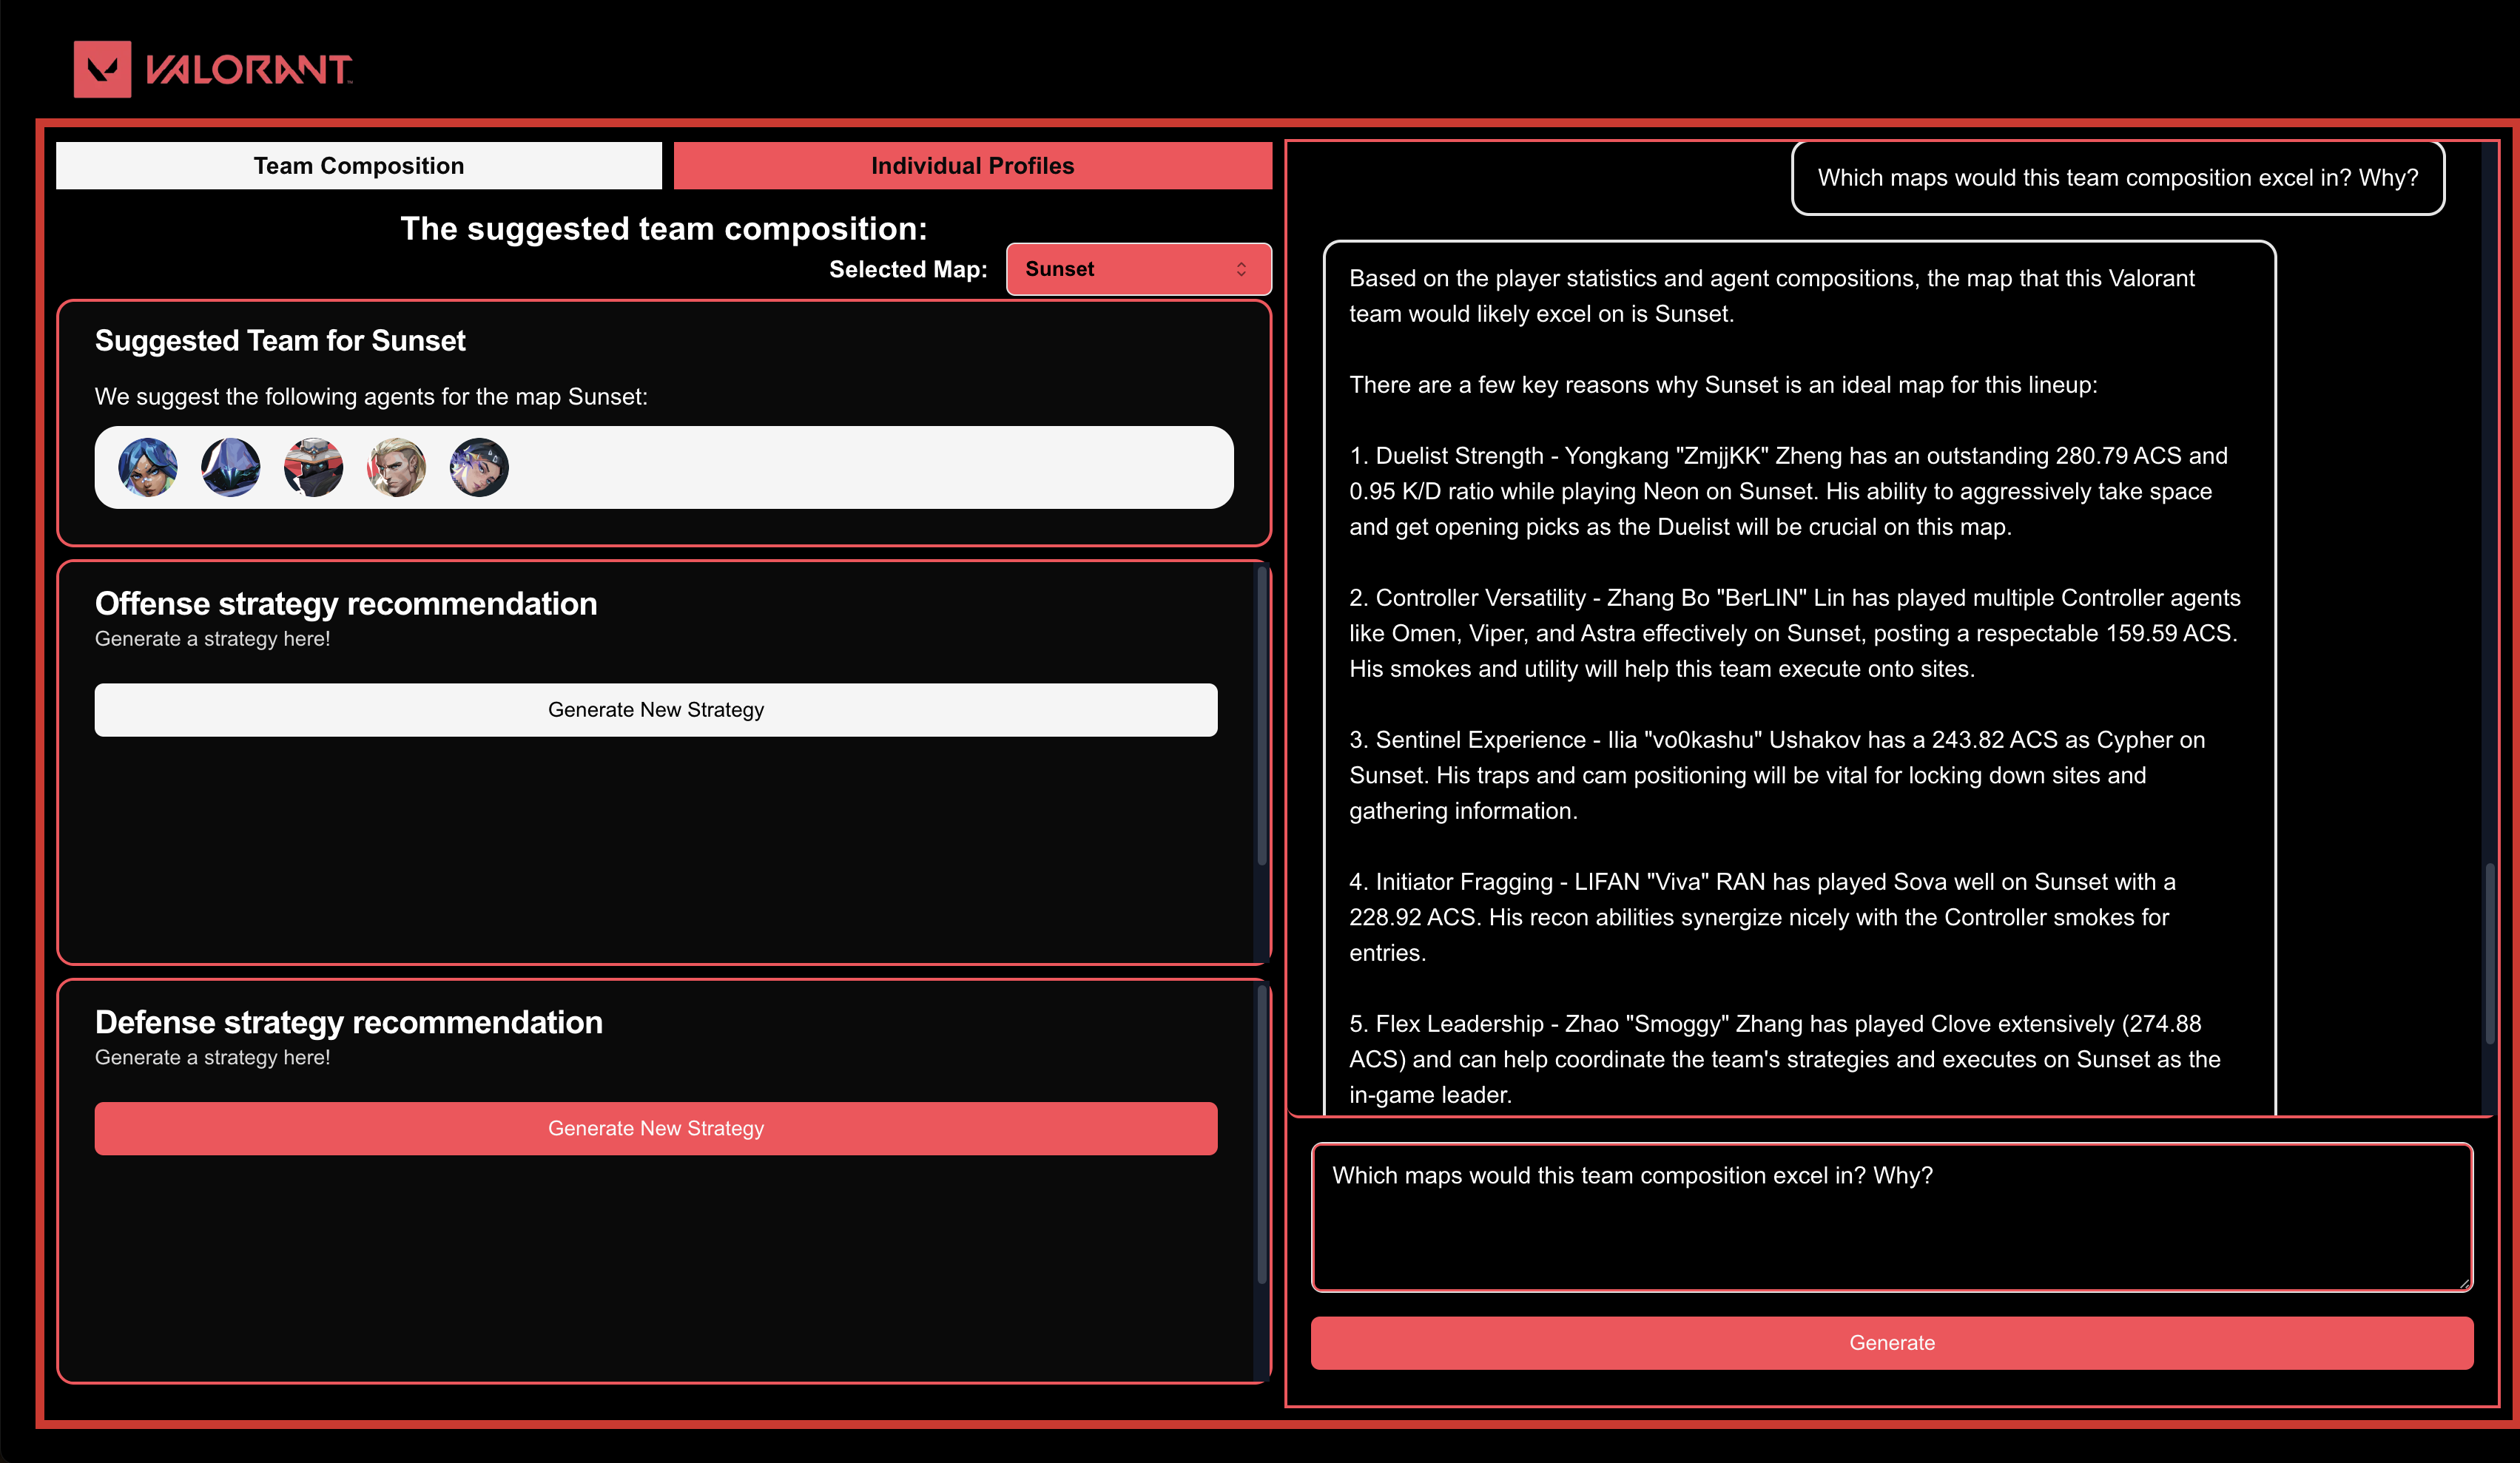 VALORANT
Team Composition
Individual Profiles
The suggested team composition:
Selected Map:
Sunset
Suggested Team for Sunset
We suggest the following agents for the map Sunset:
Offense strategy recommendation
Generate a strategy here!
Generate New Strategy
Defense strategy recommendation
Generate a strategy here!
Generate New Strategy
Which maps would this team composition excel in? Why?
Based on the player statistics and agent compositions, the map that this Valorant
team would likely excel on is Sunset.
There are a few key reasons why Sunset is an ideal map for this lineup:
1. Duelist Strength - Yongkang "ZmjjKK" Zheng has an outstanding 280.79 ACS and
0.95 K/D ratio while playing Neon on Sunset. His ability to aggressively take space
and get opening picks as the Duelist will be crucial on this map.
2. Controller Versatility - Zhang Bo "BerLIN" Lin has played multiple Controller agents
like Omen, Viper, and Astra effectively on Sunset, posting a respectable 159.59 ACS.
His smokes and utility will help this team execute onto sites.
3. Sentinel Experience - Ilia "vo0kashu" Ushakov has a 243.82 ACS as Cypher on
Sunset. His traps and cam positioning will be vital for locking down sites and
gathering information.
4. Initiator Fragging - LIFAN "Viva" RAN has played Sova well on Sunset with a
228.92 ACS. His recon abilities synergize nicely with the Controller smokes for
entries.
5. Flex Leadership - Zhao "Smoggy" Zhang has played Clove extensively (274.88
ACS) and can help coordinate the team's strategies and executes on Sunset as the
in-game leader.
Which maps would this team composition excel in? Why?
Generate